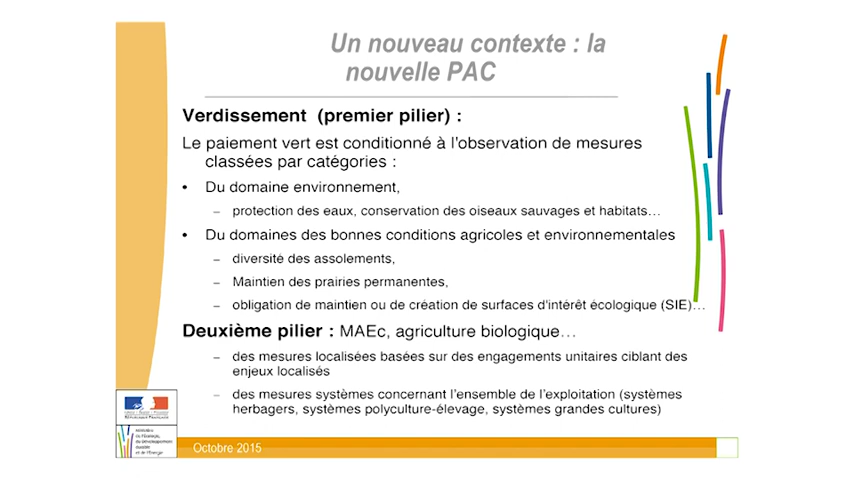 Un nouveau contexte : la
nouvelle PAC
Verdissement (premier pilier) :
Le paiement vert est conditionné à l'observation de mesures
classées par catégories :
• Du domaine environnement,
– protection des eaux, conservation des oiseaux sauvages et habitats…
• Du domaines des bonnes conditions agricoles et environnementales
– diversité des assolements,
– Maintien des prairies permanentes,
– obligation de maintien ou de création de surfaces d'intérêt écologique (SIE)…
Deuxième pilier : MAEc, agriculture biologique…
– des mesures localisées basées sur des engagements unitaires ciblant des
enjeux localisés
– des mesures systèmes concernant l'ensemble de l'exploitation (systèmes
herbagers, systèmes polyculture-élevage, systèmes grandes cultures)
RÉPUBLIQUE FRANÇAISE
de l'Énergie
Octobre 2015